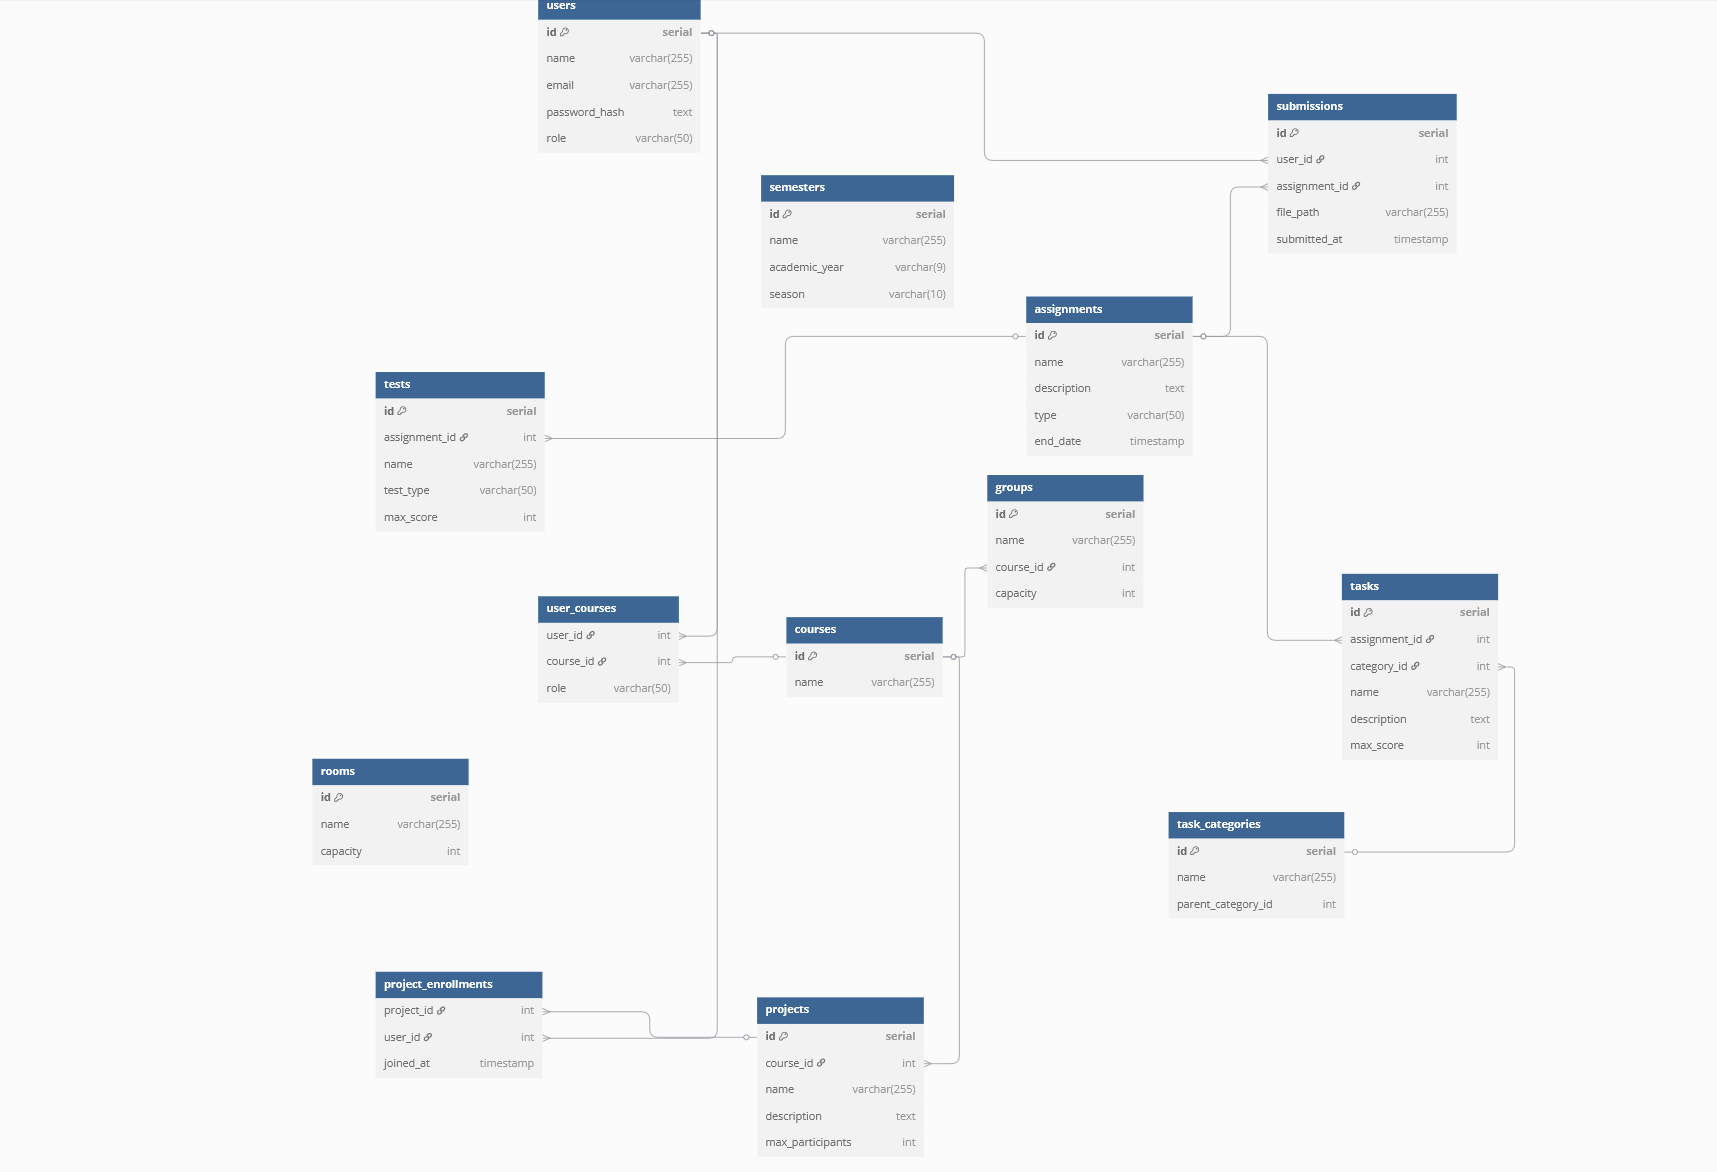 users
id serial
name varchar(255)
email varchar(255)
password_hash text
role varchar(50)
submissions
id serial
user_id int
assignment_id int
file_path varchar(255)
submitted_at timestamp
semesters
id serial
name varchar(255)
academic_year varchar(9)
season varchar(10)
assignments
id serial
name varchar(255)
description text
type varchar(50)
end_date timestamp
tests
id serial
assignment_id int
name varchar(255)
test_type varchar(50)
max_score int
groups
id serial
name varchar(255)
course_id int
capacity int
tasks
id serial
assignment_id int
category_id int
name varchar(255)
description text
max_score int
user_courses
user_id int
course_id int
role varchar(50)
courses
id serial
name varchar(255)
rooms
id serial
name varchar(255)
capacity int
task_categories
id serial
name varchar(255)
parent_category_id int
project_enrollments
project_id int
user_id int
joined_at timestamp
projects
id serial
course_id int
name varchar(255)
description text
max_participants int